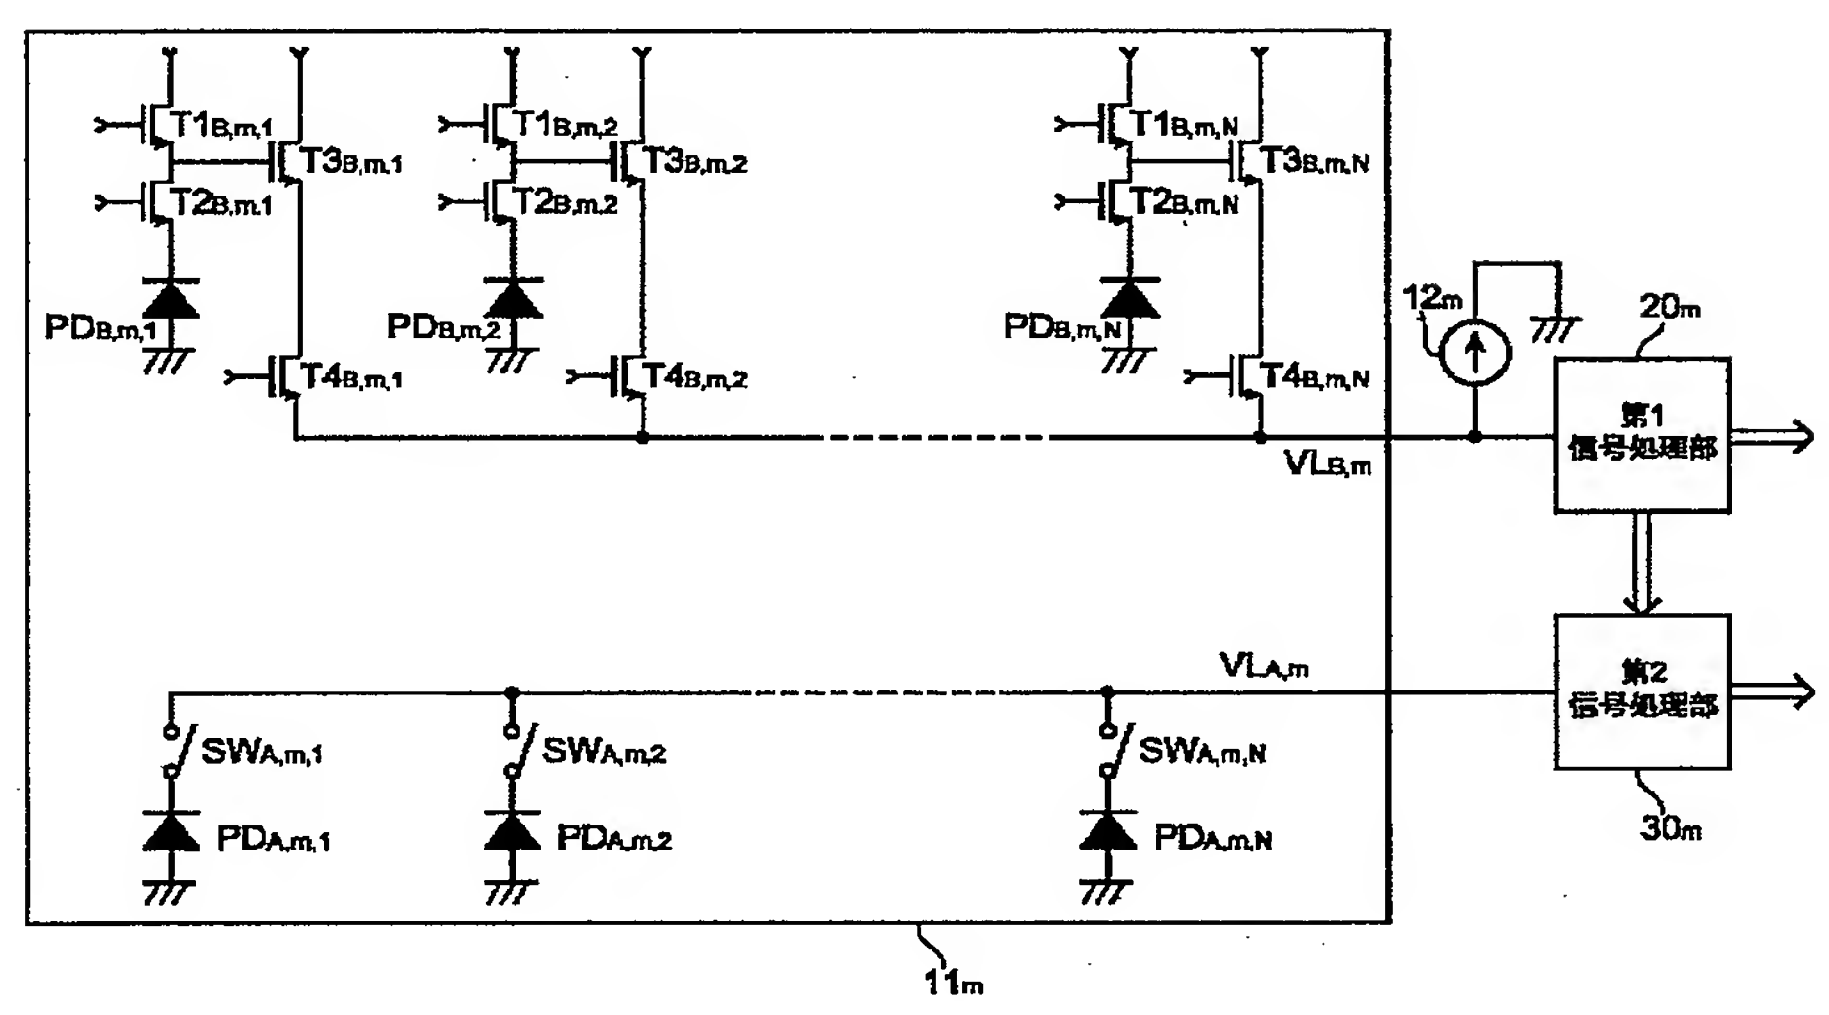 T1B,m,1
T1B,m,2
T1B,m,N
T3B,m,1
T3B,m,2
T3B,m,N
T2B,m,1
T2B,m,2
T2B,m,N
PDB,m,1
PDB,m,2
PDB,m,N
12m
20m
T4B,m,1
T4B,m,2
T4B,m,N
第1
信号処理部
VLB,m
VLA,m
第2
信号処理部
SWA,m,1
SWA,m,2
SWA,m,N
PDA,m,1
PDA,m,2
PDA,m,N
30m
11m